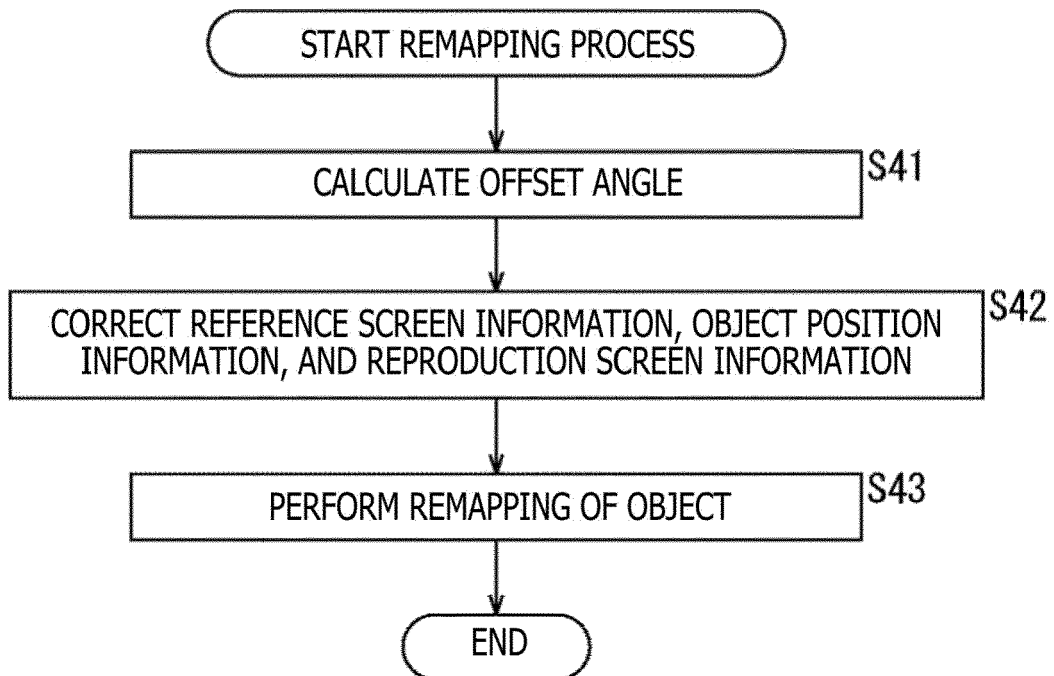 START REMAPPING PROCESS
CALCULATE OFFSET ANGLE
S41
CORRECT REFERENCE SCREEN INFORMATION, OBJECT POSITION
INFORMATION, AND REPRODUCTION SCREEN INFORMATION
S42
PERFORM REMAPPING OF OBJECT
S43
END